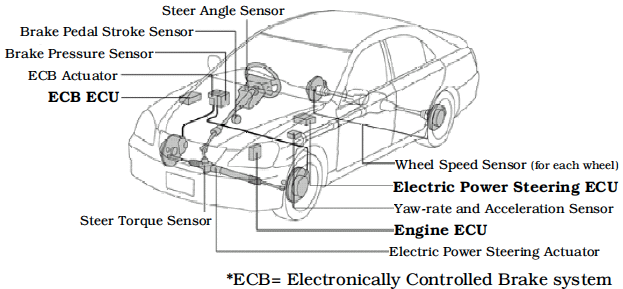 Steer Angle Sensor
Brake Pedal Stroke Sensor
Brake Pressure Sensor
ECB Actuator
ECB ECU
Wheel Speed Sensor (for each wheel)
Electric Power Steering ECU
Yaw-rate and Acceleration Sensor
Steer Torque Sensor
Engine ECU
Electric Power Steering Actuator
*ECB= Electronically Controlled Brake system